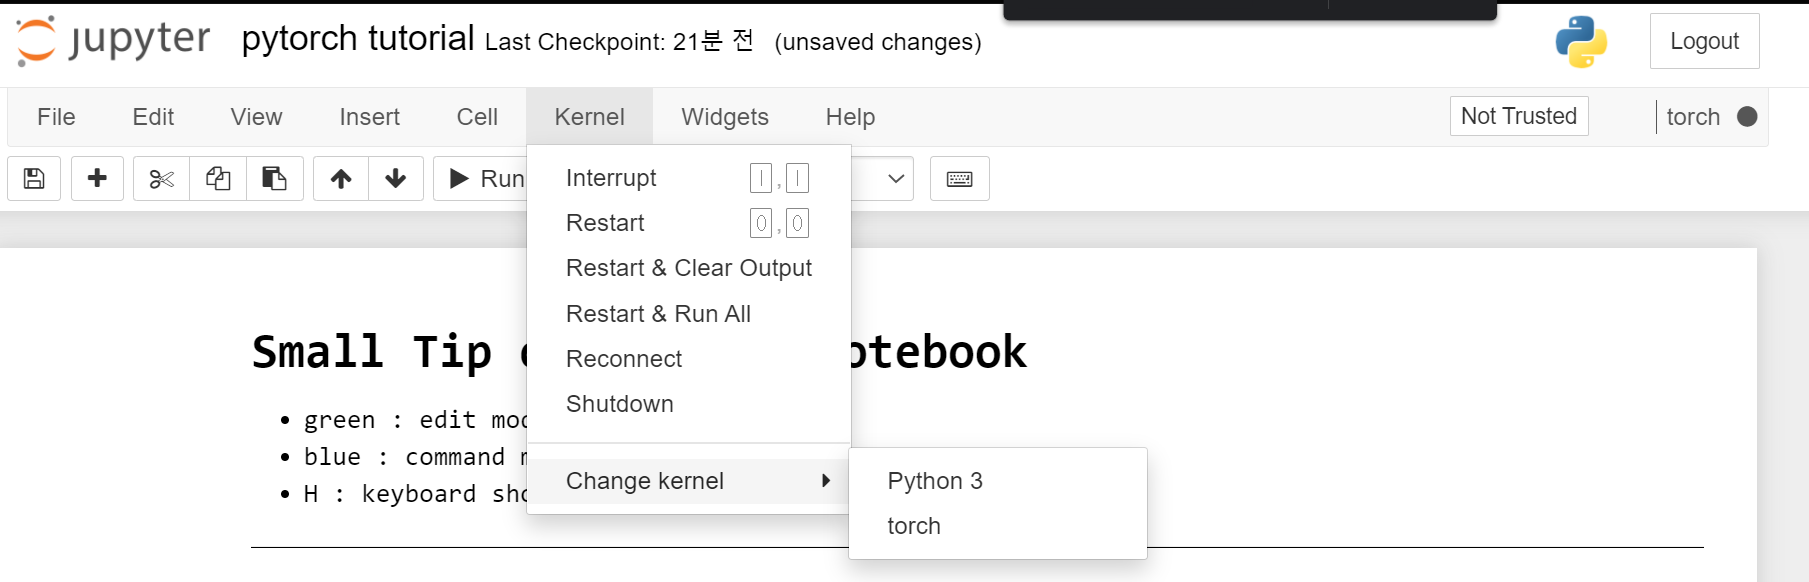 jupyter pytorch tutorial Last Checkpoint: 21분 전 (unsaved changes) Logout
File Edit View Insert Cell Kernel Widgets Help Not Trusted torch
Run
Interrupt I , I
Restart 0 , 0
Restart & Clear Output
Restart & Run All
Reconnect
Shutdown
Change kernel
Python 3
torch
Small Tip otebook
green : edit
blue : command
H : keyboard